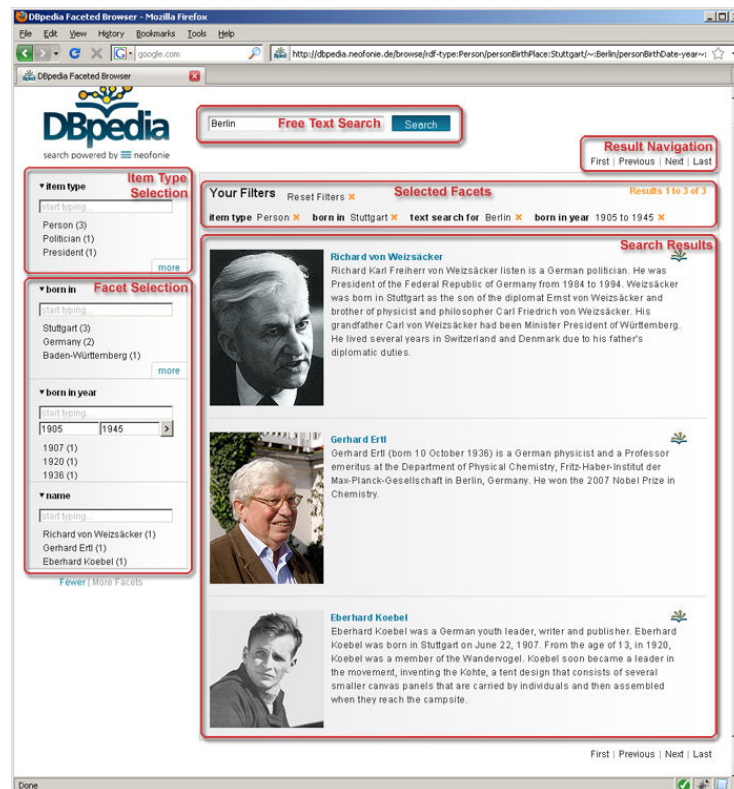 DBpedia Faceted Browser - Mozilla Firefox
File Edit View History Bookmarks Tools Help
google.com
http://dbpedia.neofonie.de/browse/rdf-type:Person/personBirthPlace:Stuttgart/~:Berlin/personBirthDate-year~:
DBpedia Faceted Browser
DBpedia
search powered by neofonie
Berlin
Free Text Search
Search
Result Navigation
First | Previous | Next | Last
Item Type Selection
item type
start typing...
Person (3)
Politician (1)
President (1)
more
Facet Selection
born in
start typing...
Stuttgart (3)
Germany (2)
Baden-Württemberg (1)
more
born in year
start typing...
1905 1945 >
1907 (1)
1920 (1)
1936 (1)
name
start typing...
Richard von Weizsäcker (1)
Gerhard Ertl (1)
Eberhard Koebel (1)
Fewer | More Facets
Your Filters Reset Filters ×
Selected Facets
Results 1 to 3 of 3
item type Person × born in Stuttgart × text search for Berlin × born in year 1905 to 1945 ×
Search Results
Richard von Weizsäcker
Richard Karl Freiherr von Weizsäcker listen is a German politician. He was
President of the Federal Republic of Germany from 1984 to 1994. Weizsäcker
was born in Stuttgart as the son of the diplomat Ernst von Weizsäcker and
brother of physicist and philosopher Carl Friedrich von Weizsäcker. His
grandfather Carl von Weizsäcker had been Minister President of Württemberg.
He lived several years in Switzerland and Denmark due to his father's
diplomatic duties.
Gerhard Ertl
Gerhard Ertl (born 10 October 1936) is a German physicist and a Professor
emeritus at the Department of Physical Chemistry, Fritz-Haber-Institut der
Max-Planck-Gesellschaft in Berlin, Germany. He won the 2007 Nobel Prize in
Chemistry.
Eberhard Koebel
Eberhard Koebel was a German youth leader, writer and publisher. Eberhard
Koebel was born in Stuttgart on June 22, 1907. From the age of 13, in 1920,
Koebel was a member of the Wandervogel. Koebel soon became a leader in
the movement, inventing the Kohte, a tent design that consists of several
smaller canvas panels that are carried by individuals and then assembled
when they reach the campsite.
First | Previous | Next | Last
Done